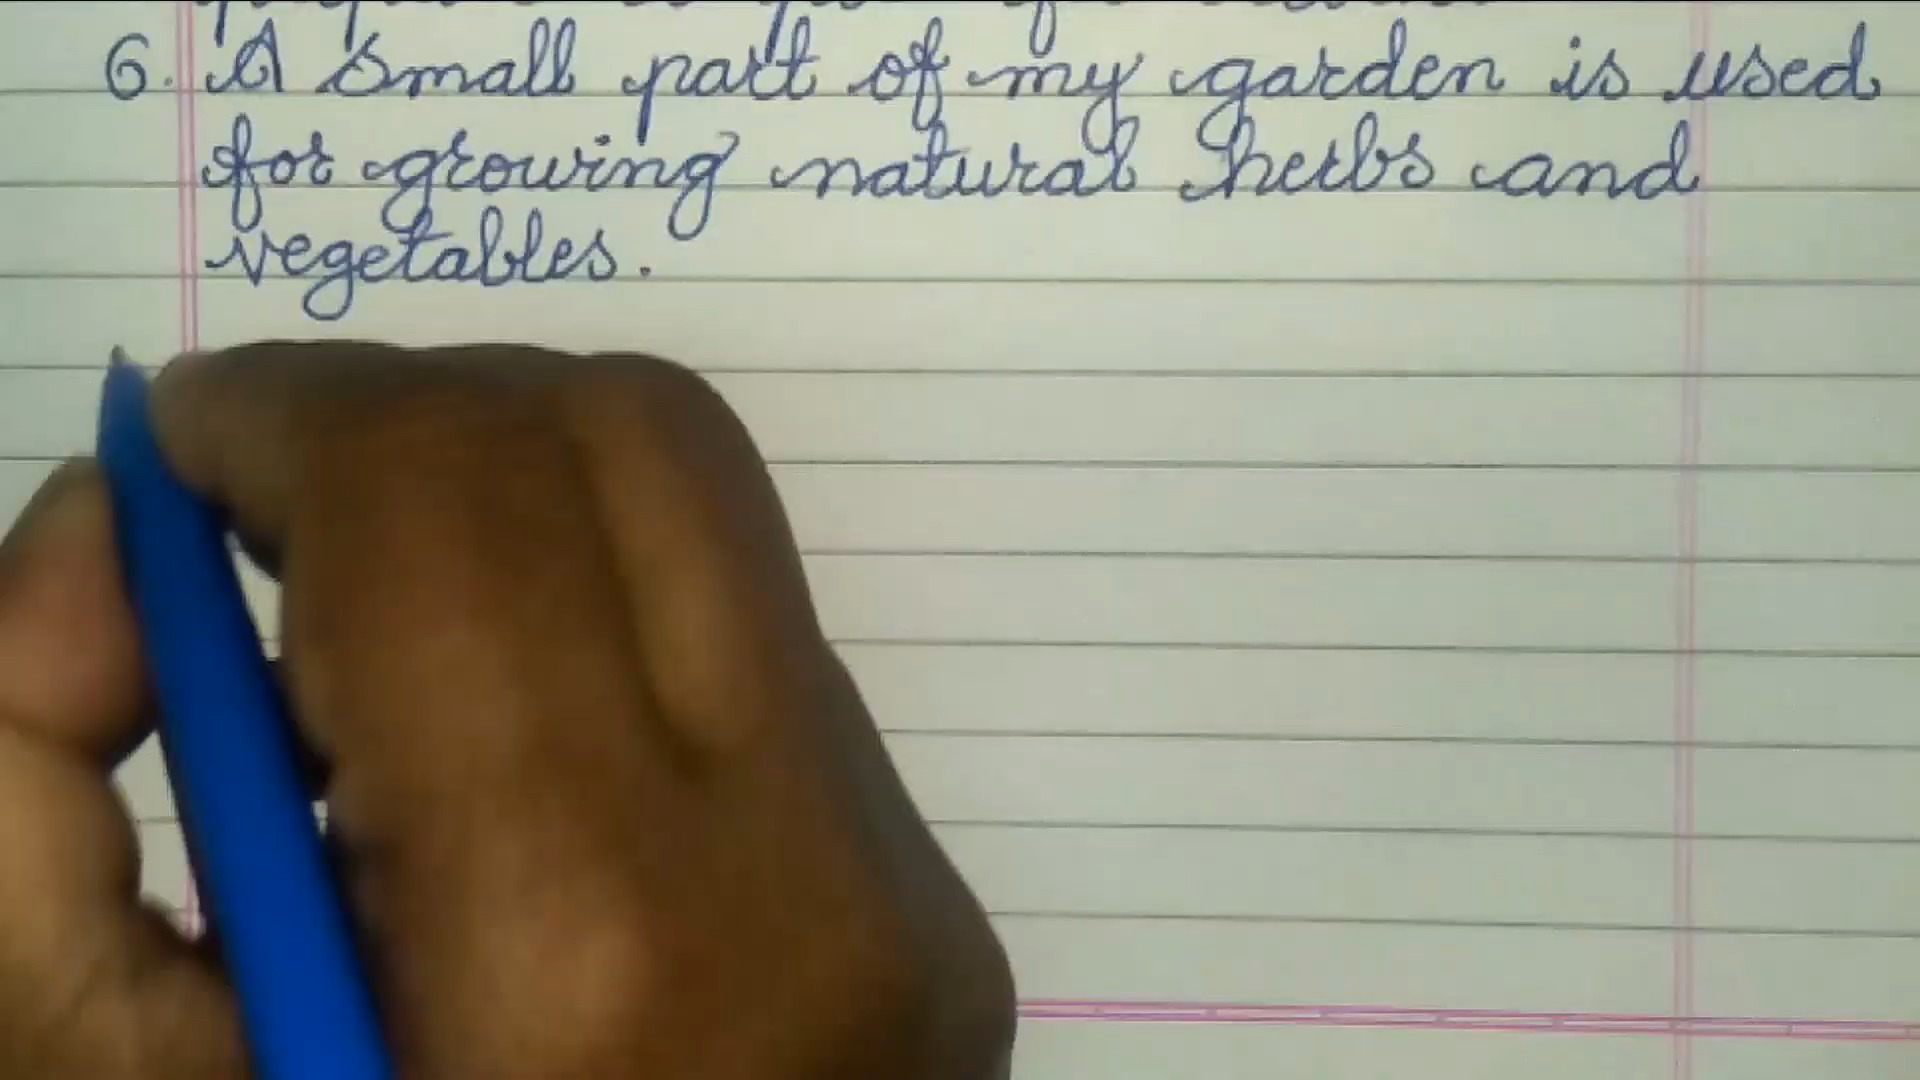 6. A small part of my garden is used
for growing natural herbs and
vegetables.